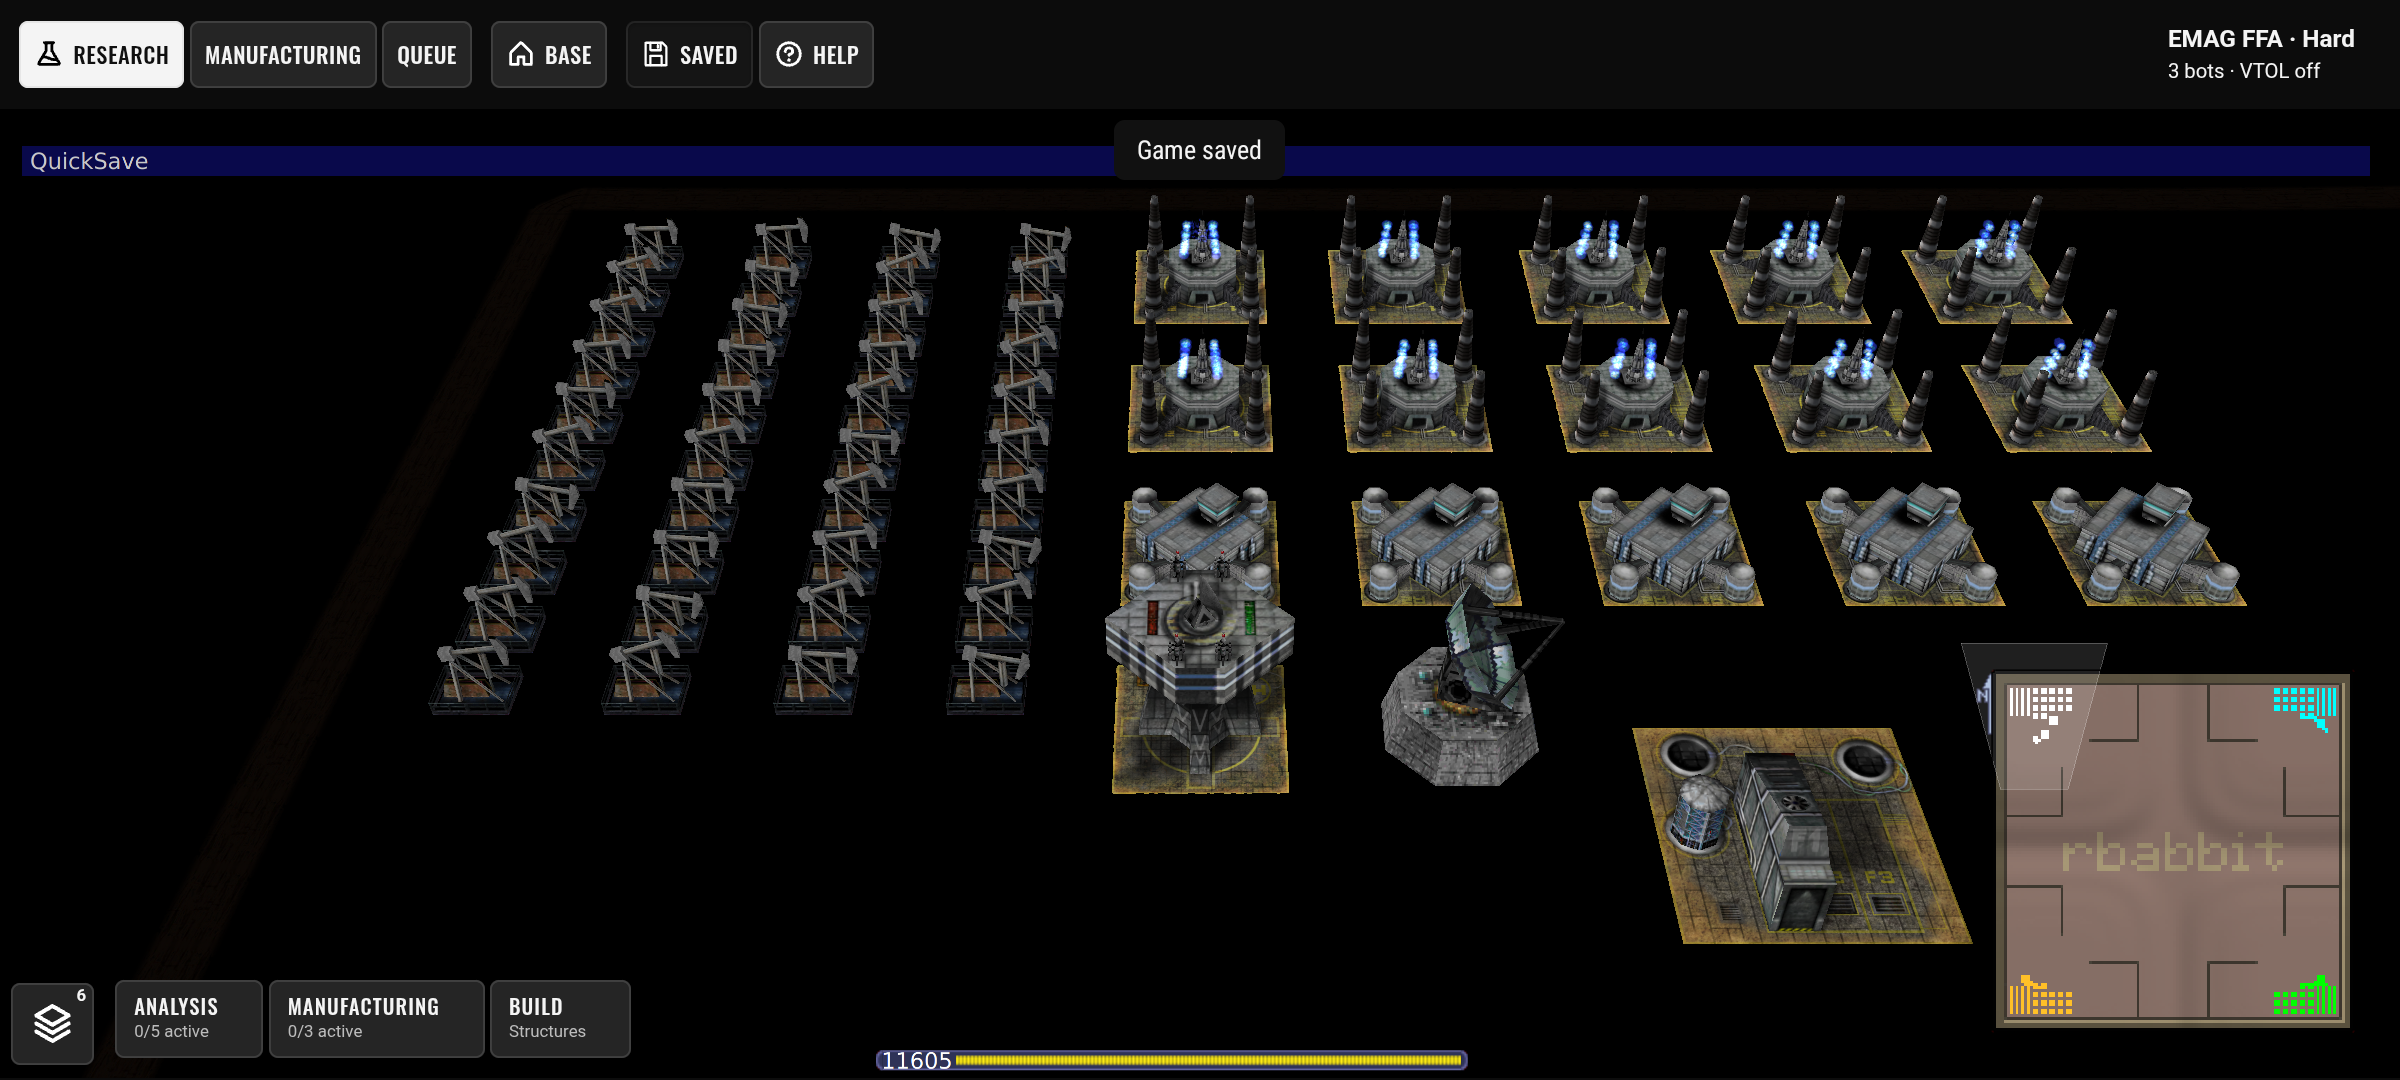 RESEARCH
MANUFACTURING
QUEUE
BASE
SAVED
HELP
EMAG FFA · Hard
3 bots · VTOL off
Game saved
QuickSave
N
rbabbit
F3
6
ANALYSIS
0/5 active
MANUFACTURING
0/3 active
BUILD
Structures
11605